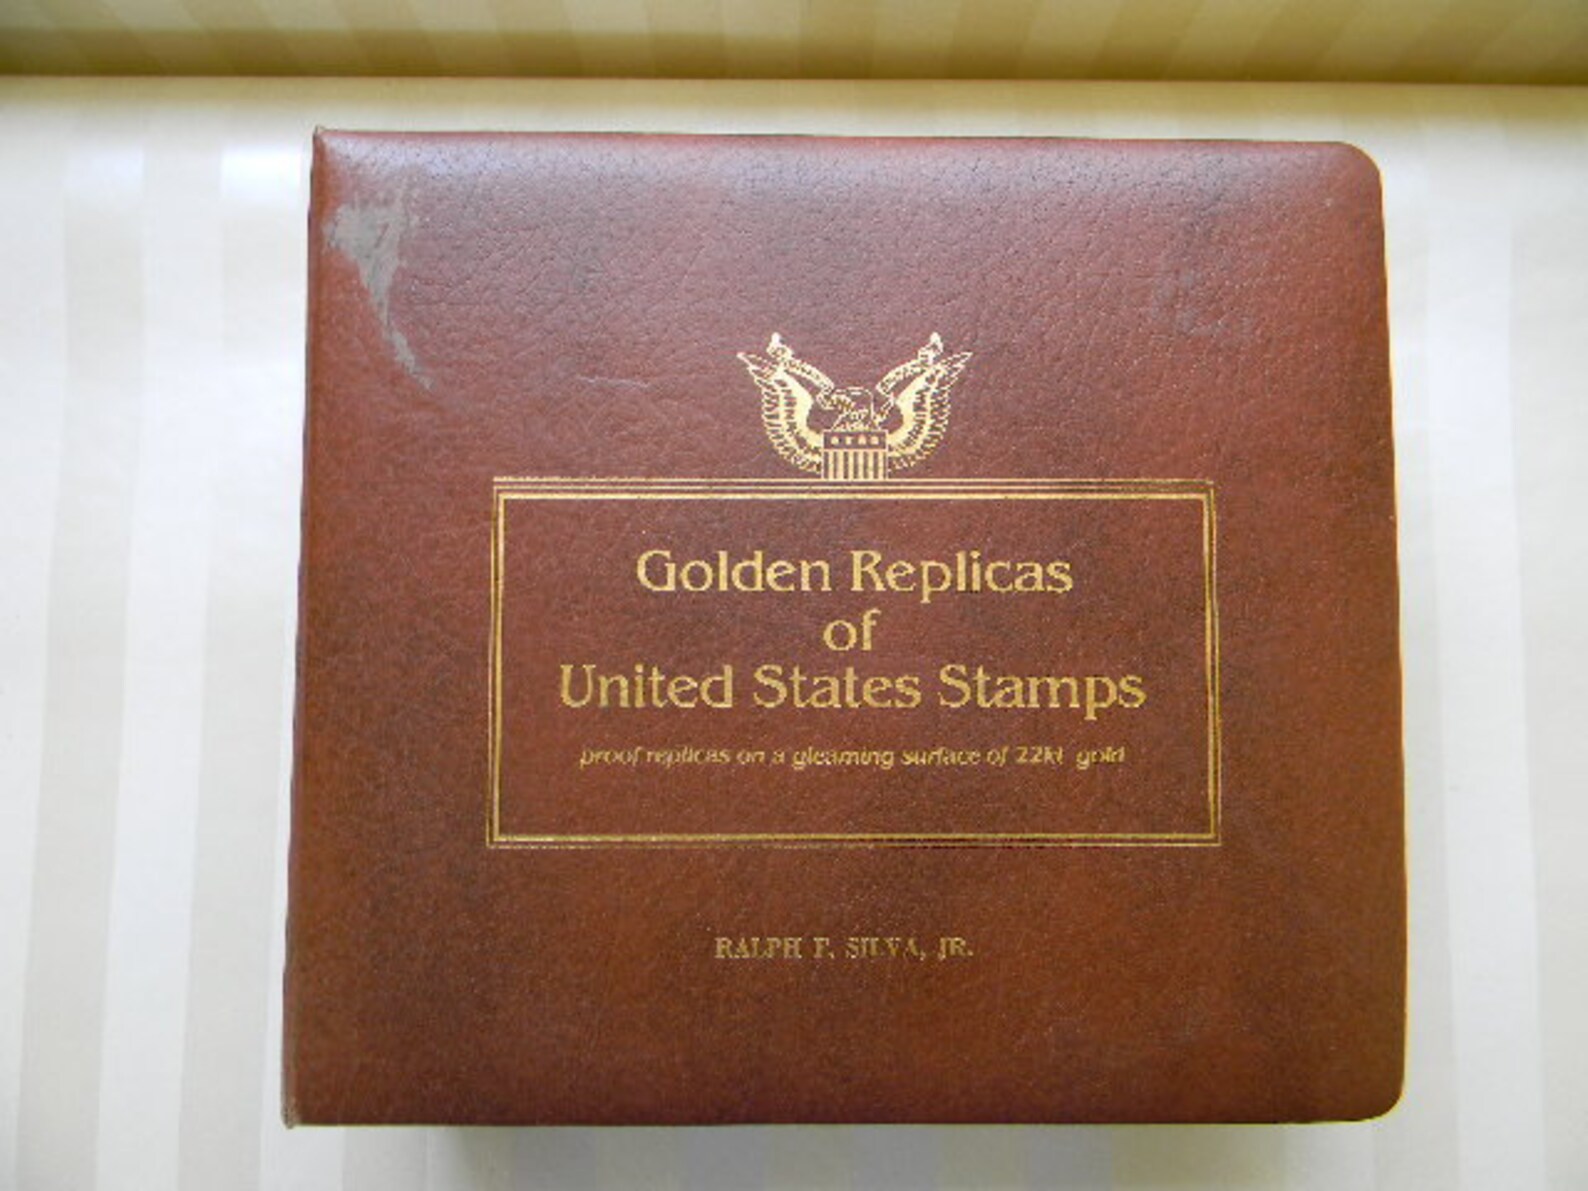 Golden Replicas
of
United States Stamps
proof replicas on a gleaming surface of 22kt gold
RALPH F. SILVA, JR.